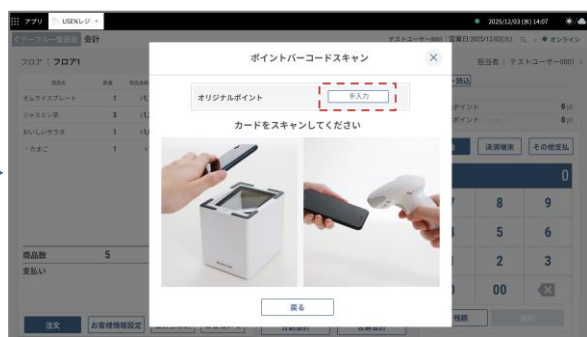 アプリ USENレジ × 2025/12/03(水) 14:07
テーブル一覧画面 会計 テストユーザー0001 営業日:2025/12/02(火) オンライン
フロア | フロア1 担当者 | テストユーザー0001
ポイントバーコードスキャン
商品名 数量
オリジナルポイント 手入力
オムライスプレート 1
ジャスミン茶 3
おいしいサラダ 1
- たまご 1
カードをスキャンしてください
ポイント 0
ポイント 0
決済端末 その他支払
0
8 9
5 6
2 3
00
商品数 5
支払い
戻る
注文 お客様情報設定